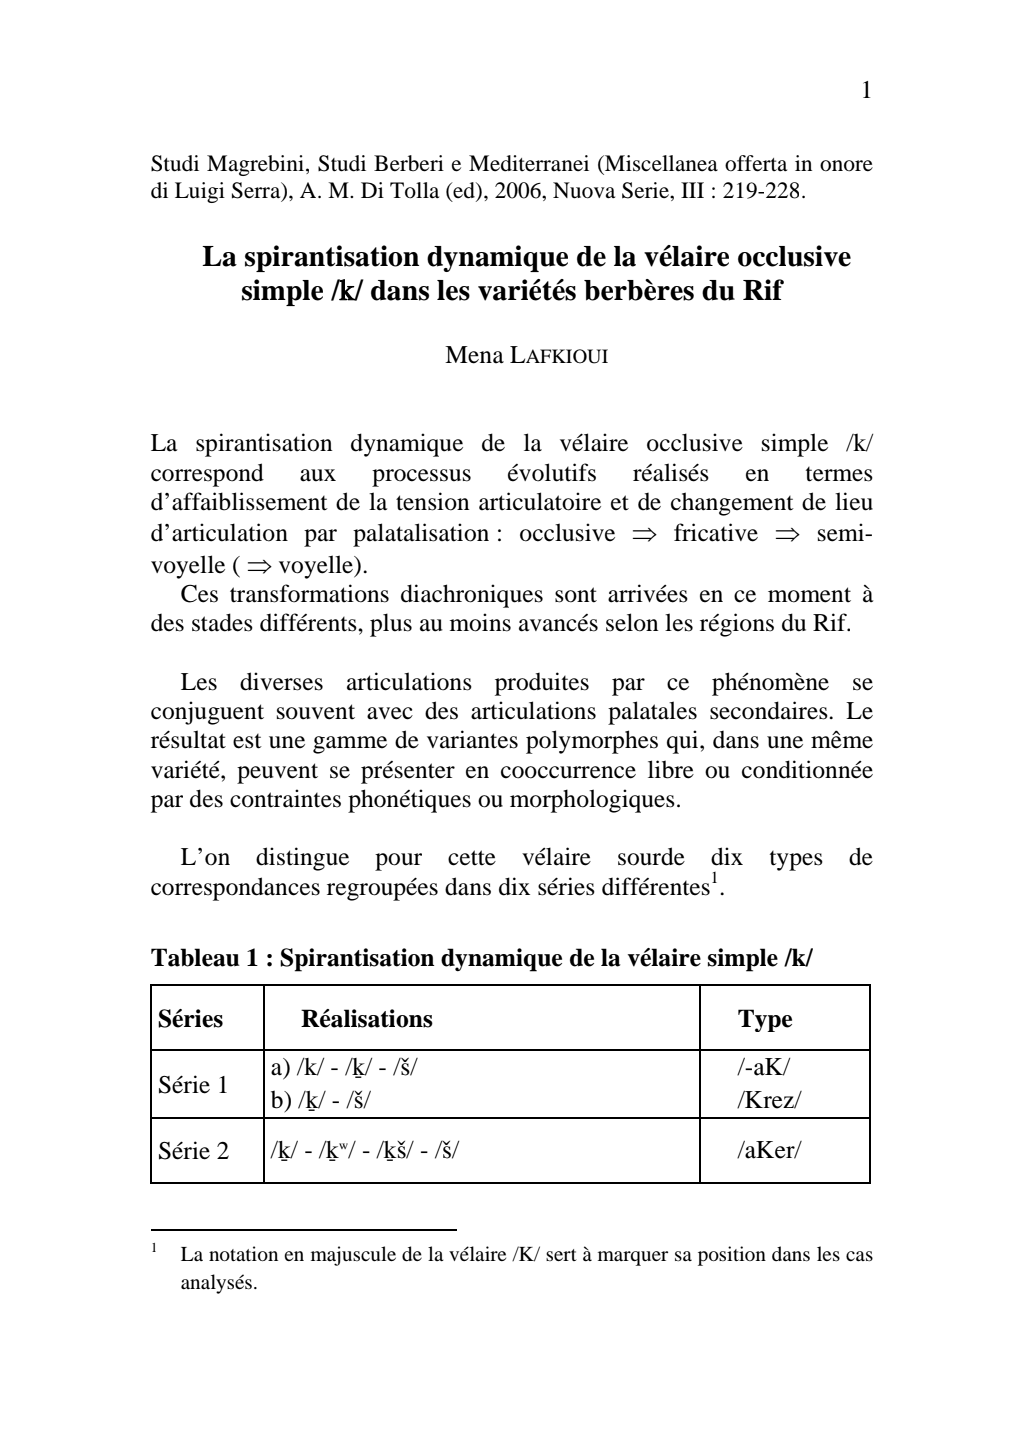 1
Studi Magrebini, Studi Berberi e Mediterranei (Miscellanea offerta in onore
di Luigi Serra), A. M. Di Tolla (ed), 2006, Nuova Serie, III : 219-228.
La spirantisation dynamique de la vélaire occlusive
simple /k/ dans les variétés berbères du Rif
Mena LAFKIOUI
La spirantisation dynamique de la vélaire occlusive simple /k/
correspond aux processus évolutifs réalisés en termes
d’affaiblissement de la tension articulatoire et de changement de lieu
d’articulation par palatalisation : occlusive ⇒ fricative ⇒ semi-
voyelle ( ⇒ voyelle).
Ces transformations diachroniques sont arrivées en ce moment à
des stades différents, plus au moins avancés selon les régions du Rif.
Les diverses articulations produites par ce phénomène se
conjuguent souvent avec des articulations palatales secondaires. Le
résultat est une gamme de variantes polymorphes qui, dans une même
variété, peuvent se présenter en cooccurrence libre ou conditionnée
par des contraintes phonétiques ou morphologiques.
L’on distingue pour cette vélaire sourde dix types de
correspondances regroupées dans dix séries différentes¹.
Tableau 1 : Spirantisation dynamique de la vélaire simple /k/
Séries Réalisations Type
Série 1 a) /k/ - /ḵ/ - /š/ /-aK/
b) /ḵ/ - /š/ /Krez/
Série 2 /ḵ/ - /ḵʷ/ - /ḵš/ - /š/ /aKer/
¹ La notation en majuscule de la vélaire /K/ sert à marquer sa position dans les cas
analysés.